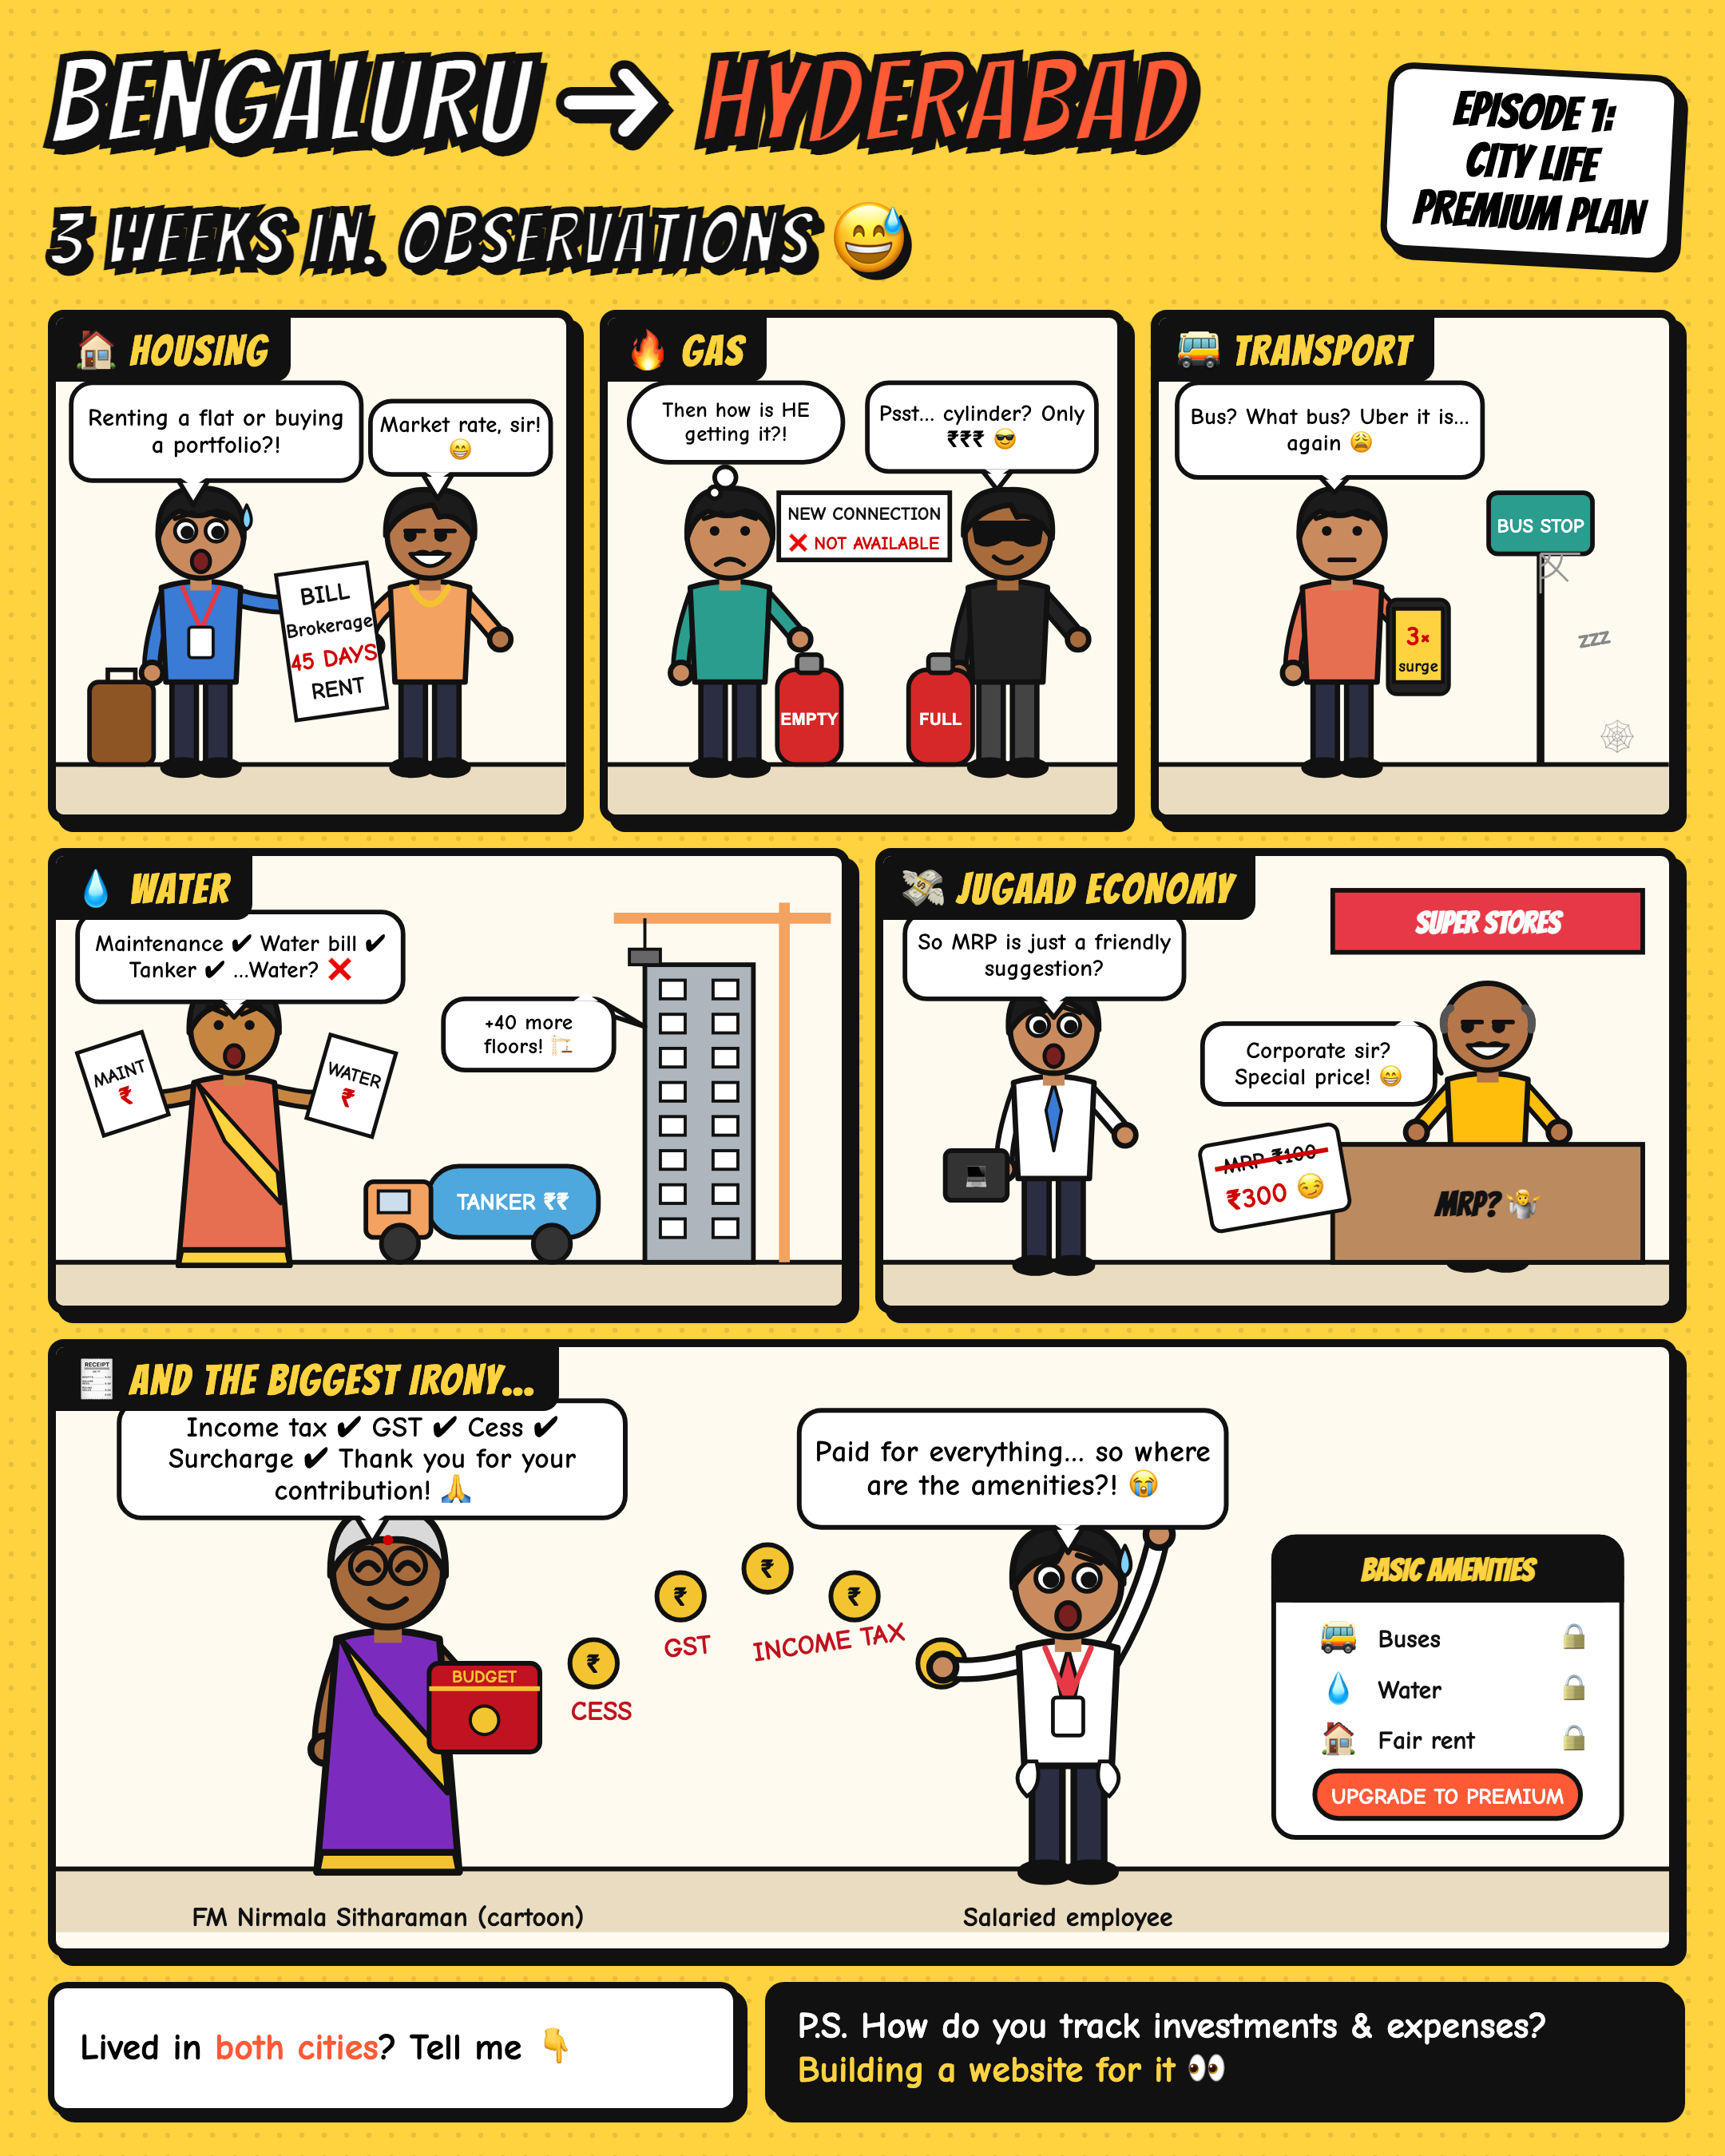 BENGALURU → HYDERABAD
3 WEEKS IN. OBSERVATIONS 😅
EPISODE 1:
CITY LIFE
PREMIUM PLAN
🏠 HOUSING
Renting a flat or buying
a portfolio?!
Market rate, sir!
😁
BILL
Brokerage
45 DAYS
RENT
🔥 GAS
Then how is HE
getting it?!
Psst... cylinder? Only
₹₹₹ 😎
NEW CONNECTION
❌ NOT AVAILABLE
EMPTY
FULL
🚌 TRANSPORT
Bus? What bus? Uber it is...
again 😩
BUS STOP
3×
surge
zzz
💧 WATER
Maintenance ✔ Water bill ✔
Tanker ✔ ...Water? ❌
MAINT
₹
WATER
₹
+40 more
floors! 🏗️
TANKER ₹₹
💸 JUGAAD ECONOMY
So MRP is just a friendly
suggestion?
SUPER STORES
Corporate sir?
Special price! 😁
MRP ₹100
₹300 😏
MRP? 🤷‍♂️
🧾 AND THE BIGGEST IRONY...
Income tax ✔ GST ✔ Cess ✔
Surcharge ✔ Thank you for your
contribution! 🙏
Paid for everything... so where
are the amenities?! 😭
BUDGET
₹
CESS
₹
GST
₹
₹
INCOME TAX
BASIC AMENITIES
🚌 Buses 🔒
💧 Water 🔒
🏠 Fair rent 🔒
UPGRADE TO PREMIUM
FM Nirmala Sitharaman (cartoon)
Salaried employee
Lived in both cities? Tell me 👇
P.S. How do you track investments & expenses?
Building a website for it 👀